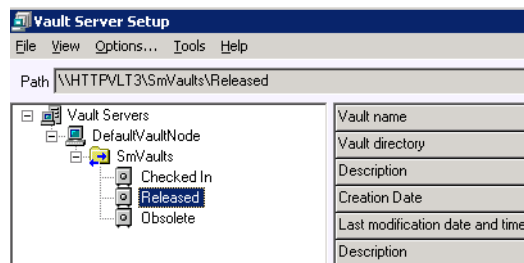 Vault Server Setup
File View Options... Tools Help
Path \\HTTPVLT3\SmVaults\Released
Vault Servers
DefaultVaultNode
SmVaults
Checked In
Released
Obsolete
Vault name
Vault directory
Description
Creation Date
Last modification date and time
Description